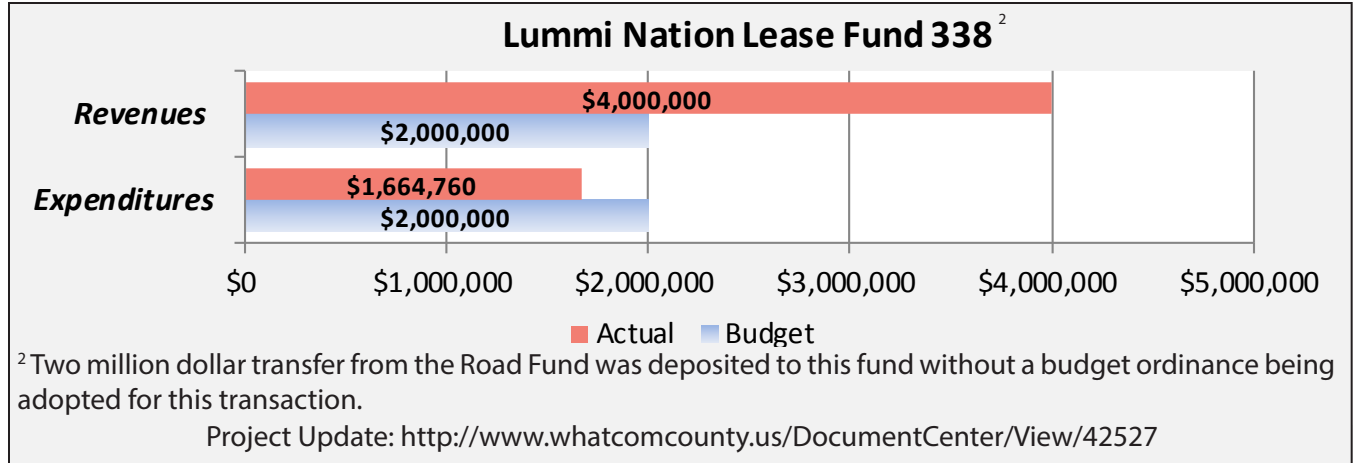 Lummi Nation Lease Fund 338 ²
Revenues
$4,000,000
$2,000,000
Expenditures
$1,664,760
$2,000,000
$0 $1,000,000 $2,000,000 $3,000,000 $4,000,000 $5,000,000
Actual Budget
² Two million dollar transfer from the Road Fund was deposited to this fund without a budget ordinance being
adopted for this transaction.
Project Update: http://www.whatcomcounty.us/DocumentCenter/View/42527